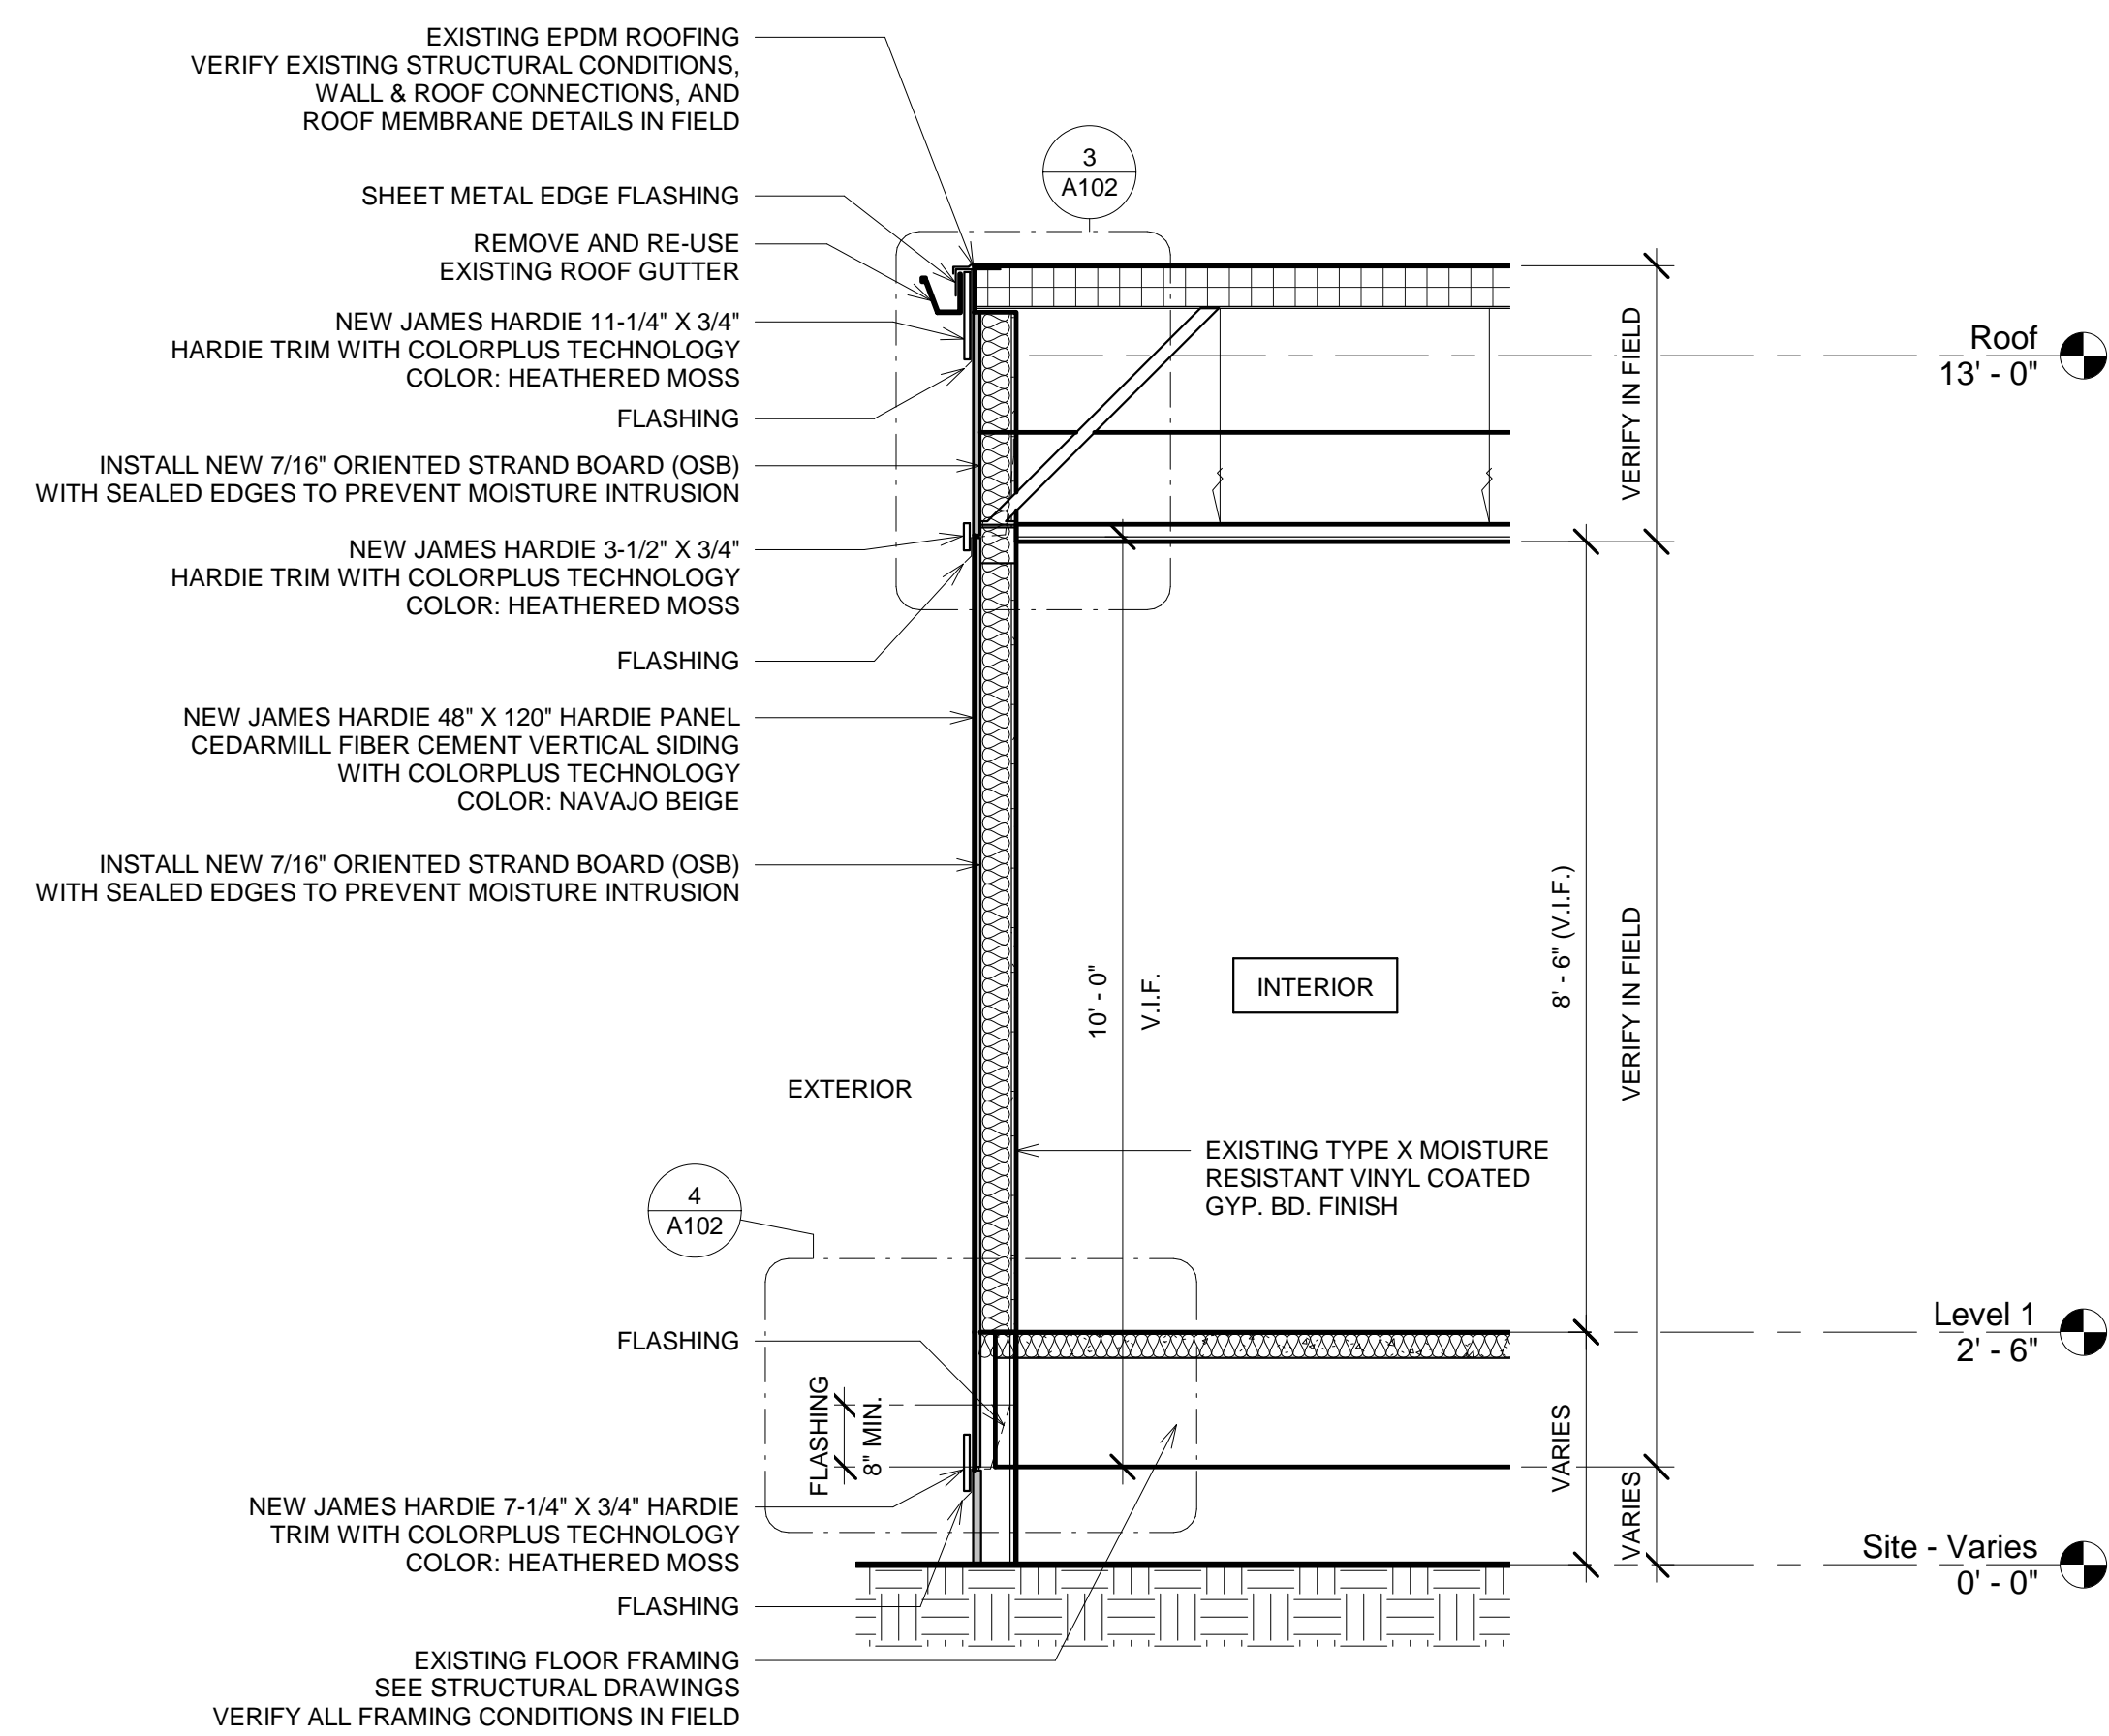 EXISTING EPDM ROOFING
VERIFY EXISTING STRUCTURAL CONDITIONS,
WALL & ROOF CONNECTIONS, AND
ROOF MEMBRANE DETAILS IN FIELD
3
A102
SHEET METAL EDGE FLASHING
REMOVE AND RE-USE
EXISTING ROOF GUTTER
NEW JAMES HARDIE 11-1/4" X 3/4"
HARDIE TRIM WITH COLORPLUS TECHNOLOGY
COLOR: HEATHERED MOSS
FLASHING
INSTALL NEW 7/16" ORIENTED STRAND BOARD (OSB)
WITH SEALED EDGES TO PREVENT MOISTURE INTRUSION
NEW JAMES HARDIE 3-1/2" X 3/4"
HARDIE TRIM WITH COLORPLUS TECHNOLOGY
COLOR: HEATHERED MOSS
FLASHING
NEW JAMES HARDIE 48" X 120" HARDIE PANEL
CEDARMILL FIBER CEMENT VERTICAL SIDING
WITH COLORPLUS TECHNOLOGY
COLOR: NAVAJO BEIGE
INSTALL NEW 7/16" ORIENTED STRAND BOARD (OSB)
WITH SEALED EDGES TO PREVENT MOISTURE INTRUSION
EXTERIOR
4
A102
FLASHING
FLASHING
8" MIN.
NEW JAMES HARDIE 7-1/4" X 3/4" HARDIE
TRIM WITH COLORPLUS TECHNOLOGY
COLOR: HEATHERED MOSS
FLASHING
EXISTING FLOOR FRAMING
SEE STRUCTURAL DRAWINGS
VERIFY ALL FRAMING CONDITIONS IN FIELD
10' - 0"
V.I.F.
INTERIOR
EXISTING TYPE X MOISTURE
RESISTANT VINYL COATED
GYP. BD. FINISH
8' - 6" (V.I.F.)
VARIES
VERIFY IN FIELD
VERIFY IN FIELD
VARIES
Roof
13' - 0"
Level 1
2' - 6"
Site - Varies
0' - 0"